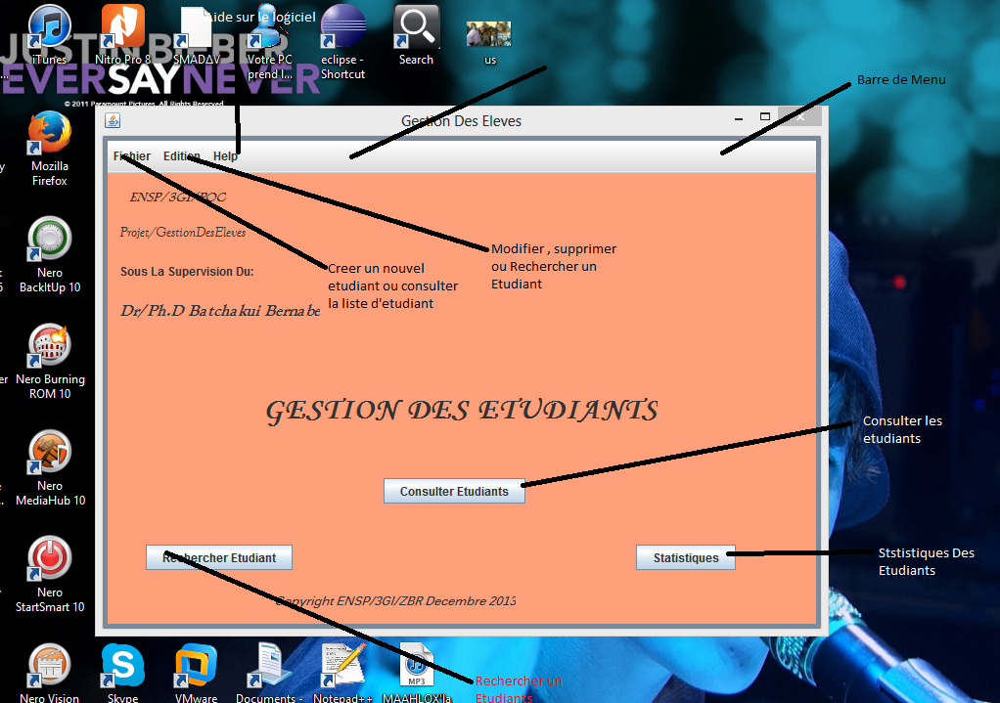 Aide sur le logiciel
iTunes
Nitro Pro 8
SMADΔV
Votre PC
prend l...
eclipse -
Shortcut
Search
us
JUSTIN BIEBER
EVERSAYNEVER
© 2011 Paramount Pictures. All Rights Reserved.
Barre de Menu
Gestion Des Eleves
Fichier Edition Help
Mozilla
Firefox
ENSP/3GI/POC
Projet/GestionDesEleves
Sous La Supervision Du:
Dr/Ph.D Batchakui Bernabe
Creer un nouvel
etudiant ou consulter
la liste d'etudiant
Modifier , supprimer
ou Rechercher un
Etudiant
Nero
BackItUp 10
Nero Burning
ROM 10
GESTION DES ETUDIANTS
Consulter les
etudiants
Nero
MediaHub 10
Consulter Etudiants
Rechercher Etudiant
Statistiques
Ststistiques Des
Etudiants
Nero
StartSmart 10
Copyright ENSP/3GI/ZBR Decembre 2013
MP3
Rechercher un
Etudiants
Nero Vision
Skype
VMware
Documents -
Notepad++
MAAHLOX'la